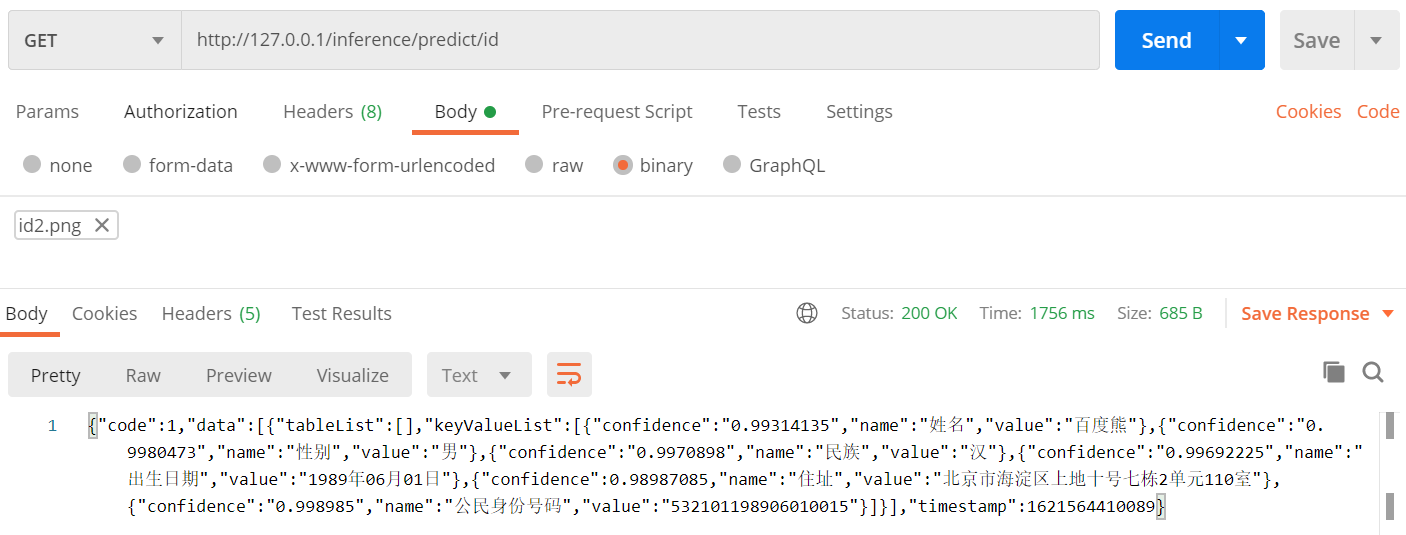 GET http://127.0.0.1/inference/predict/id Send Save
Params Authorization Headers (8) Body Pre-request Script Tests Settings Cookies Code
none form-data x-www-form-urlencoded raw binary GraphQL
id2.png
Body Cookies Headers (5) Test Results Status: 200 OK Time: 1756 ms Size: 685 B Save Response
Pretty Raw Preview Visualize Text
1 {"code":1,"data":[{"tableList":[],"keyValueList":[{"confidence":"0.99314135","name":"姓名","value":"百度熊"},{"confidence":"0.
9980473","name":"性别","value":"男"},{"confidence":"0.9970898","name":"民族","value":"汉"},{"confidence":"0.99692225","name":"
出生日期","value":"1989年06月01日"},{"confidence":0.98987085,"name":"住址","value":"北京市海淀区上地十号七栋2单元110室"},
{"confidence":"0.998985","name":"公民身份号码","value":"532101198906010015"}]}],"timestamp":1621564410089}